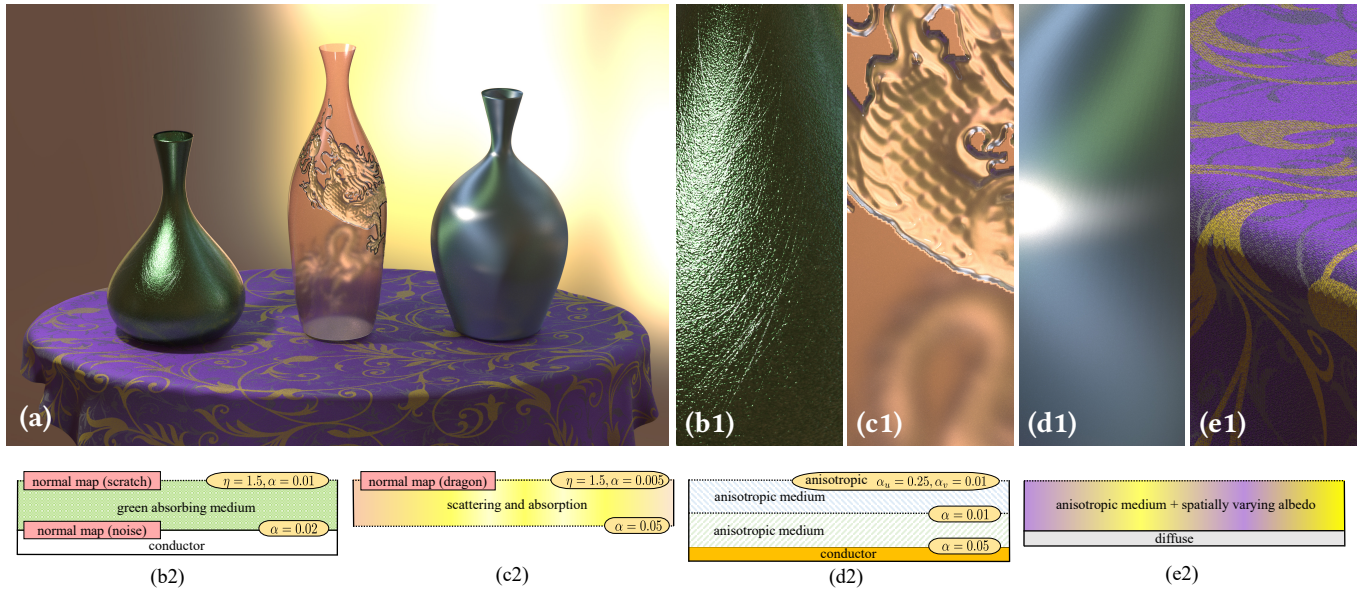 (a)
(b1)
(c1)
(d1)
(e1)
normal map (scratch)
η = 1.5, α = 0.01
green absorbing medium
normal map (noise)
α = 0.02
conductor
(b2)
normal map (dragon)
η = 1.5, α = 0.005
scattering and absorption
α = 0.05
(c2)
anisotropic αᵤ = 0.25, αᵥ = 0.01
anisotropic medium
α = 0.01
anisotropic medium
α = 0.05
conductor
(d2)
anisotropic medium + spatially varying albedo
diffuse
(e2)